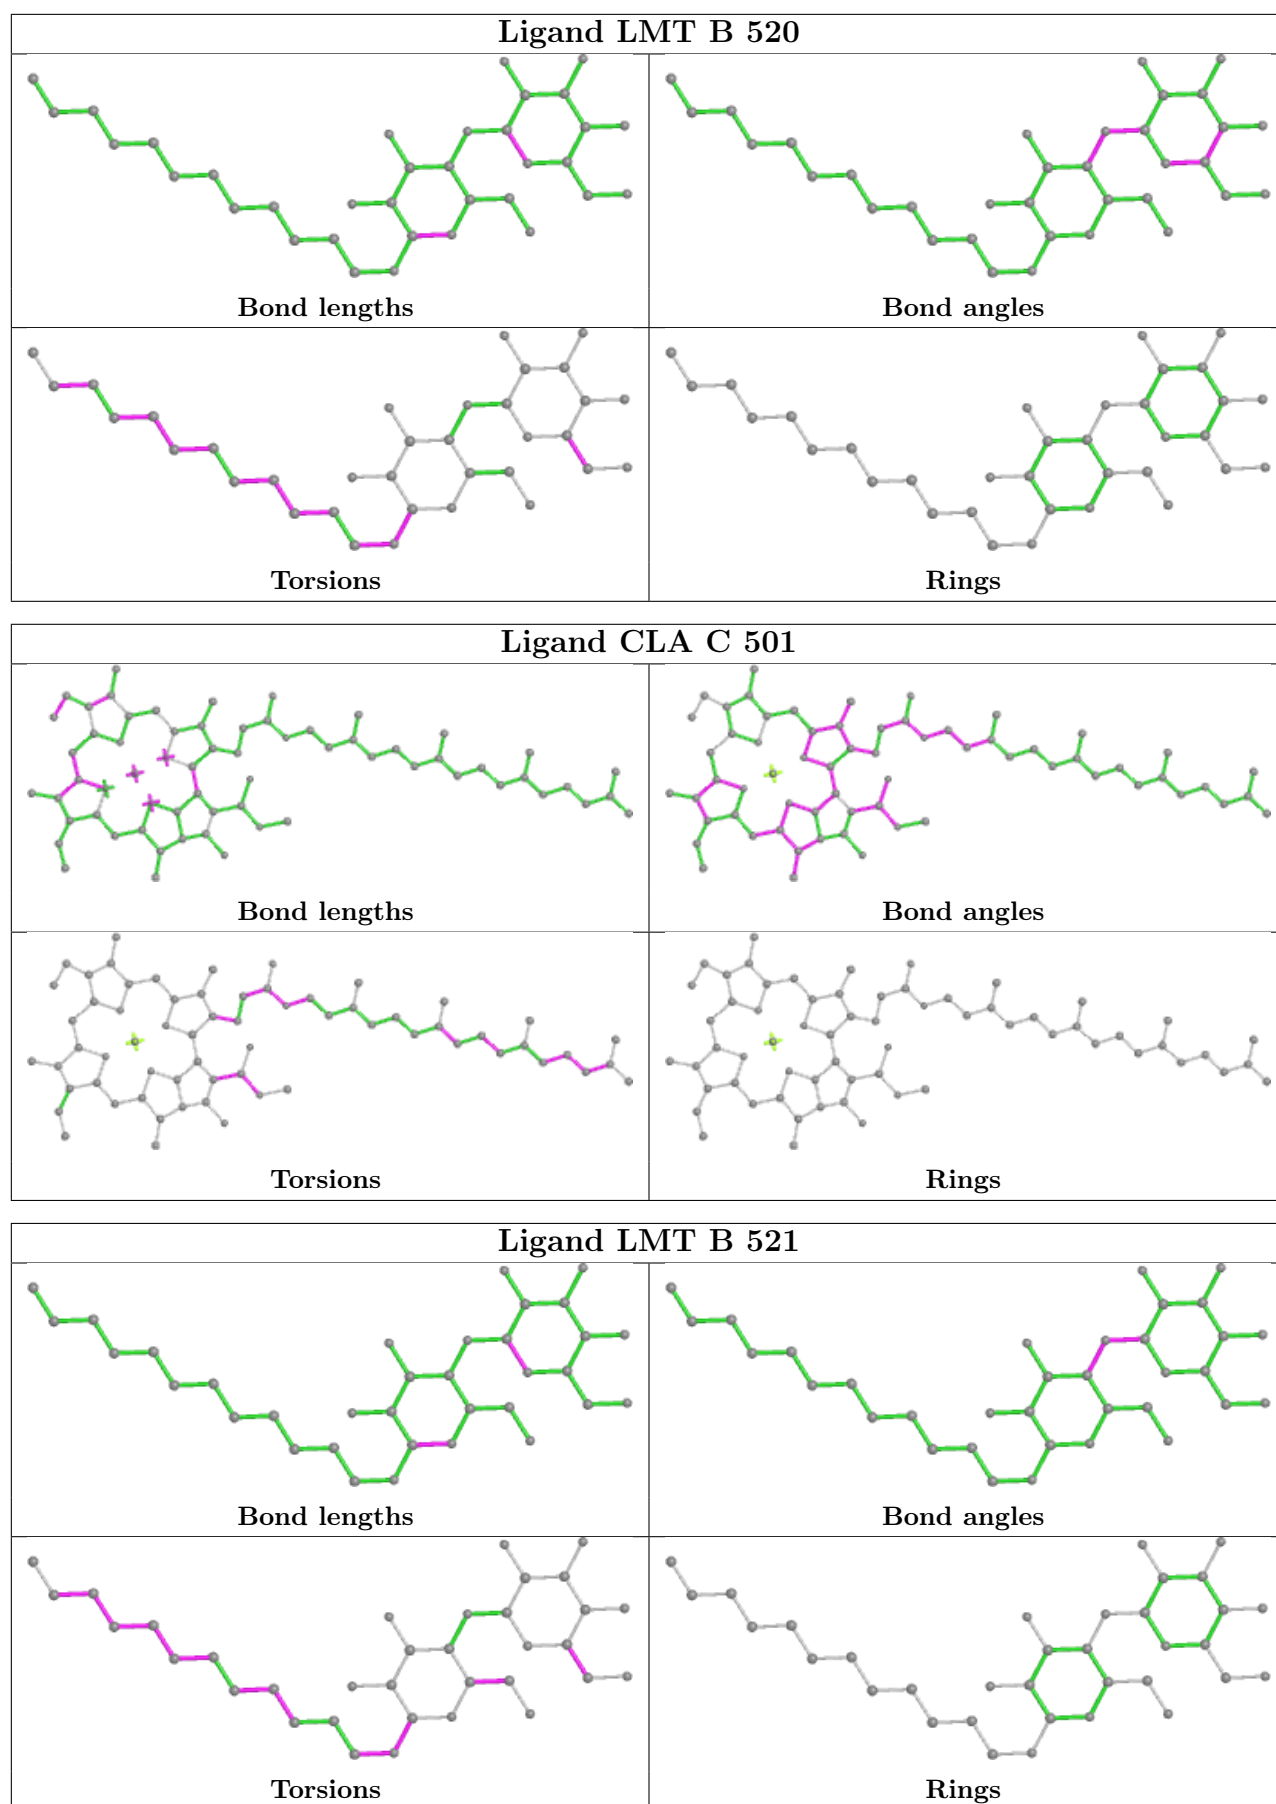 Ligand LMT B 520
Bond lengths
Bond angles
Torsions
Rings
Ligand CLA C 501
Bond lengths
Bond angles
Torsions
Rings
Ligand LMT B 521
Bond lengths
Bond angles
Torsions
Rings